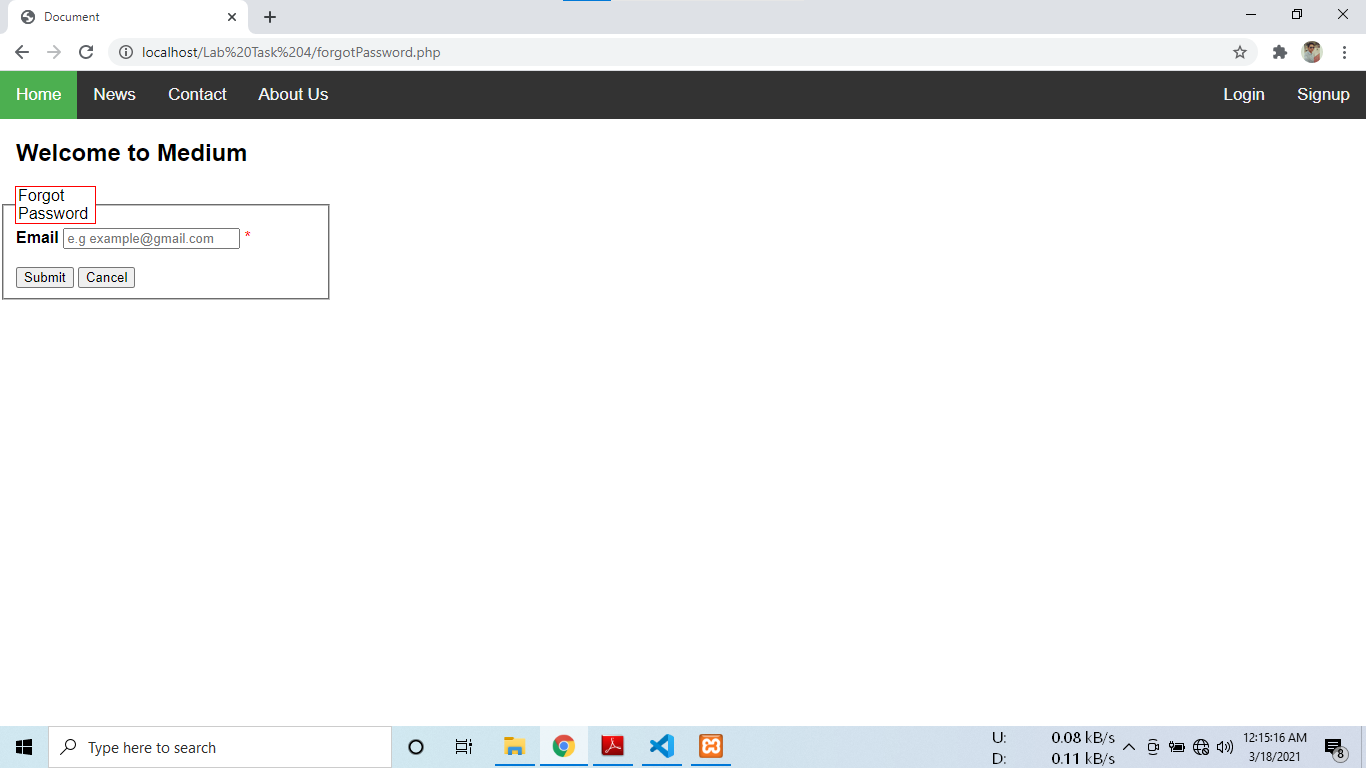 Document
localhost/Lab%20Task%204/forgotPassword.php
Home News Contact About Us Login Signup
Welcome to Medium
Forgot
Password
Email e.g example@gmail.com *
Submit Cancel
Type here to search
U: 0.08 kB/s
D: 0.11 kB/s
12:15:16 AM
3/18/2021
8